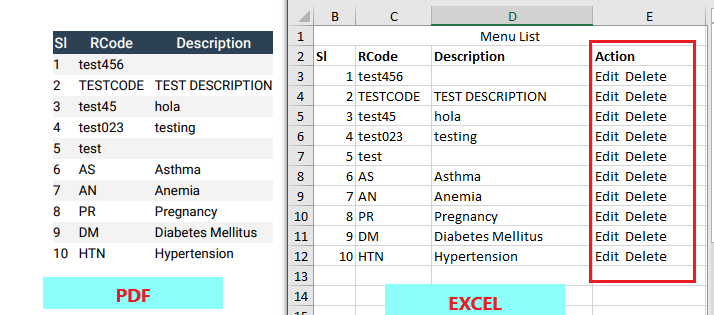 Sl RCode Description
1 test456
2 TESTCODE TEST DESCRIPTION
3 test45 hola
4 test023 testing
5 test
6 AS Asthma
7 AN Anemia
8 PR Pregnancy
9 DM Diabetes Mellitus
10 HTN Hypertension
PDF
B C D E
1 Menu List
2 Sl RCode Description Action
3 1 test456 Edit Delete
4 2 TESTCODE TEST DESCRIPTION Edit Delete
5 3 test45 hola Edit Delete
6 4 test023 testing Edit Delete
7 5 test Edit Delete
8 6 AS Asthma Edit Delete
9 7 AN Anemia Edit Delete
10 8 PR Pregnancy Edit Delete
11 9 DM Diabetes Mellitus Edit Delete
12 10 HTN Hypertension Edit Delete
13
14
EXCEL